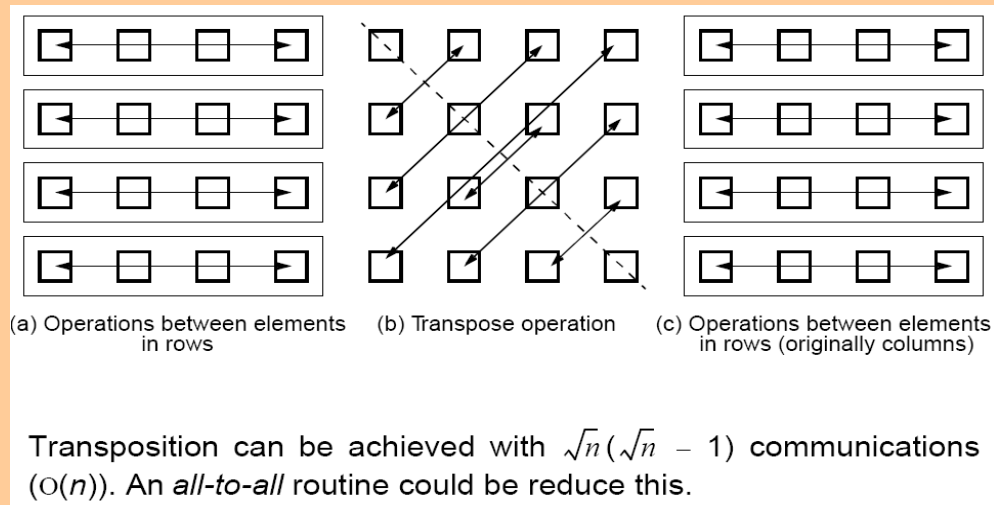 (a) Operations between elements
in rows
(b) Transpose operation
(c) Operations between elements
in rows (originally columns)
Transposition can be achieved with √n(√n – 1) communications
(O(n)). An all-to-all routine could be reduce this.